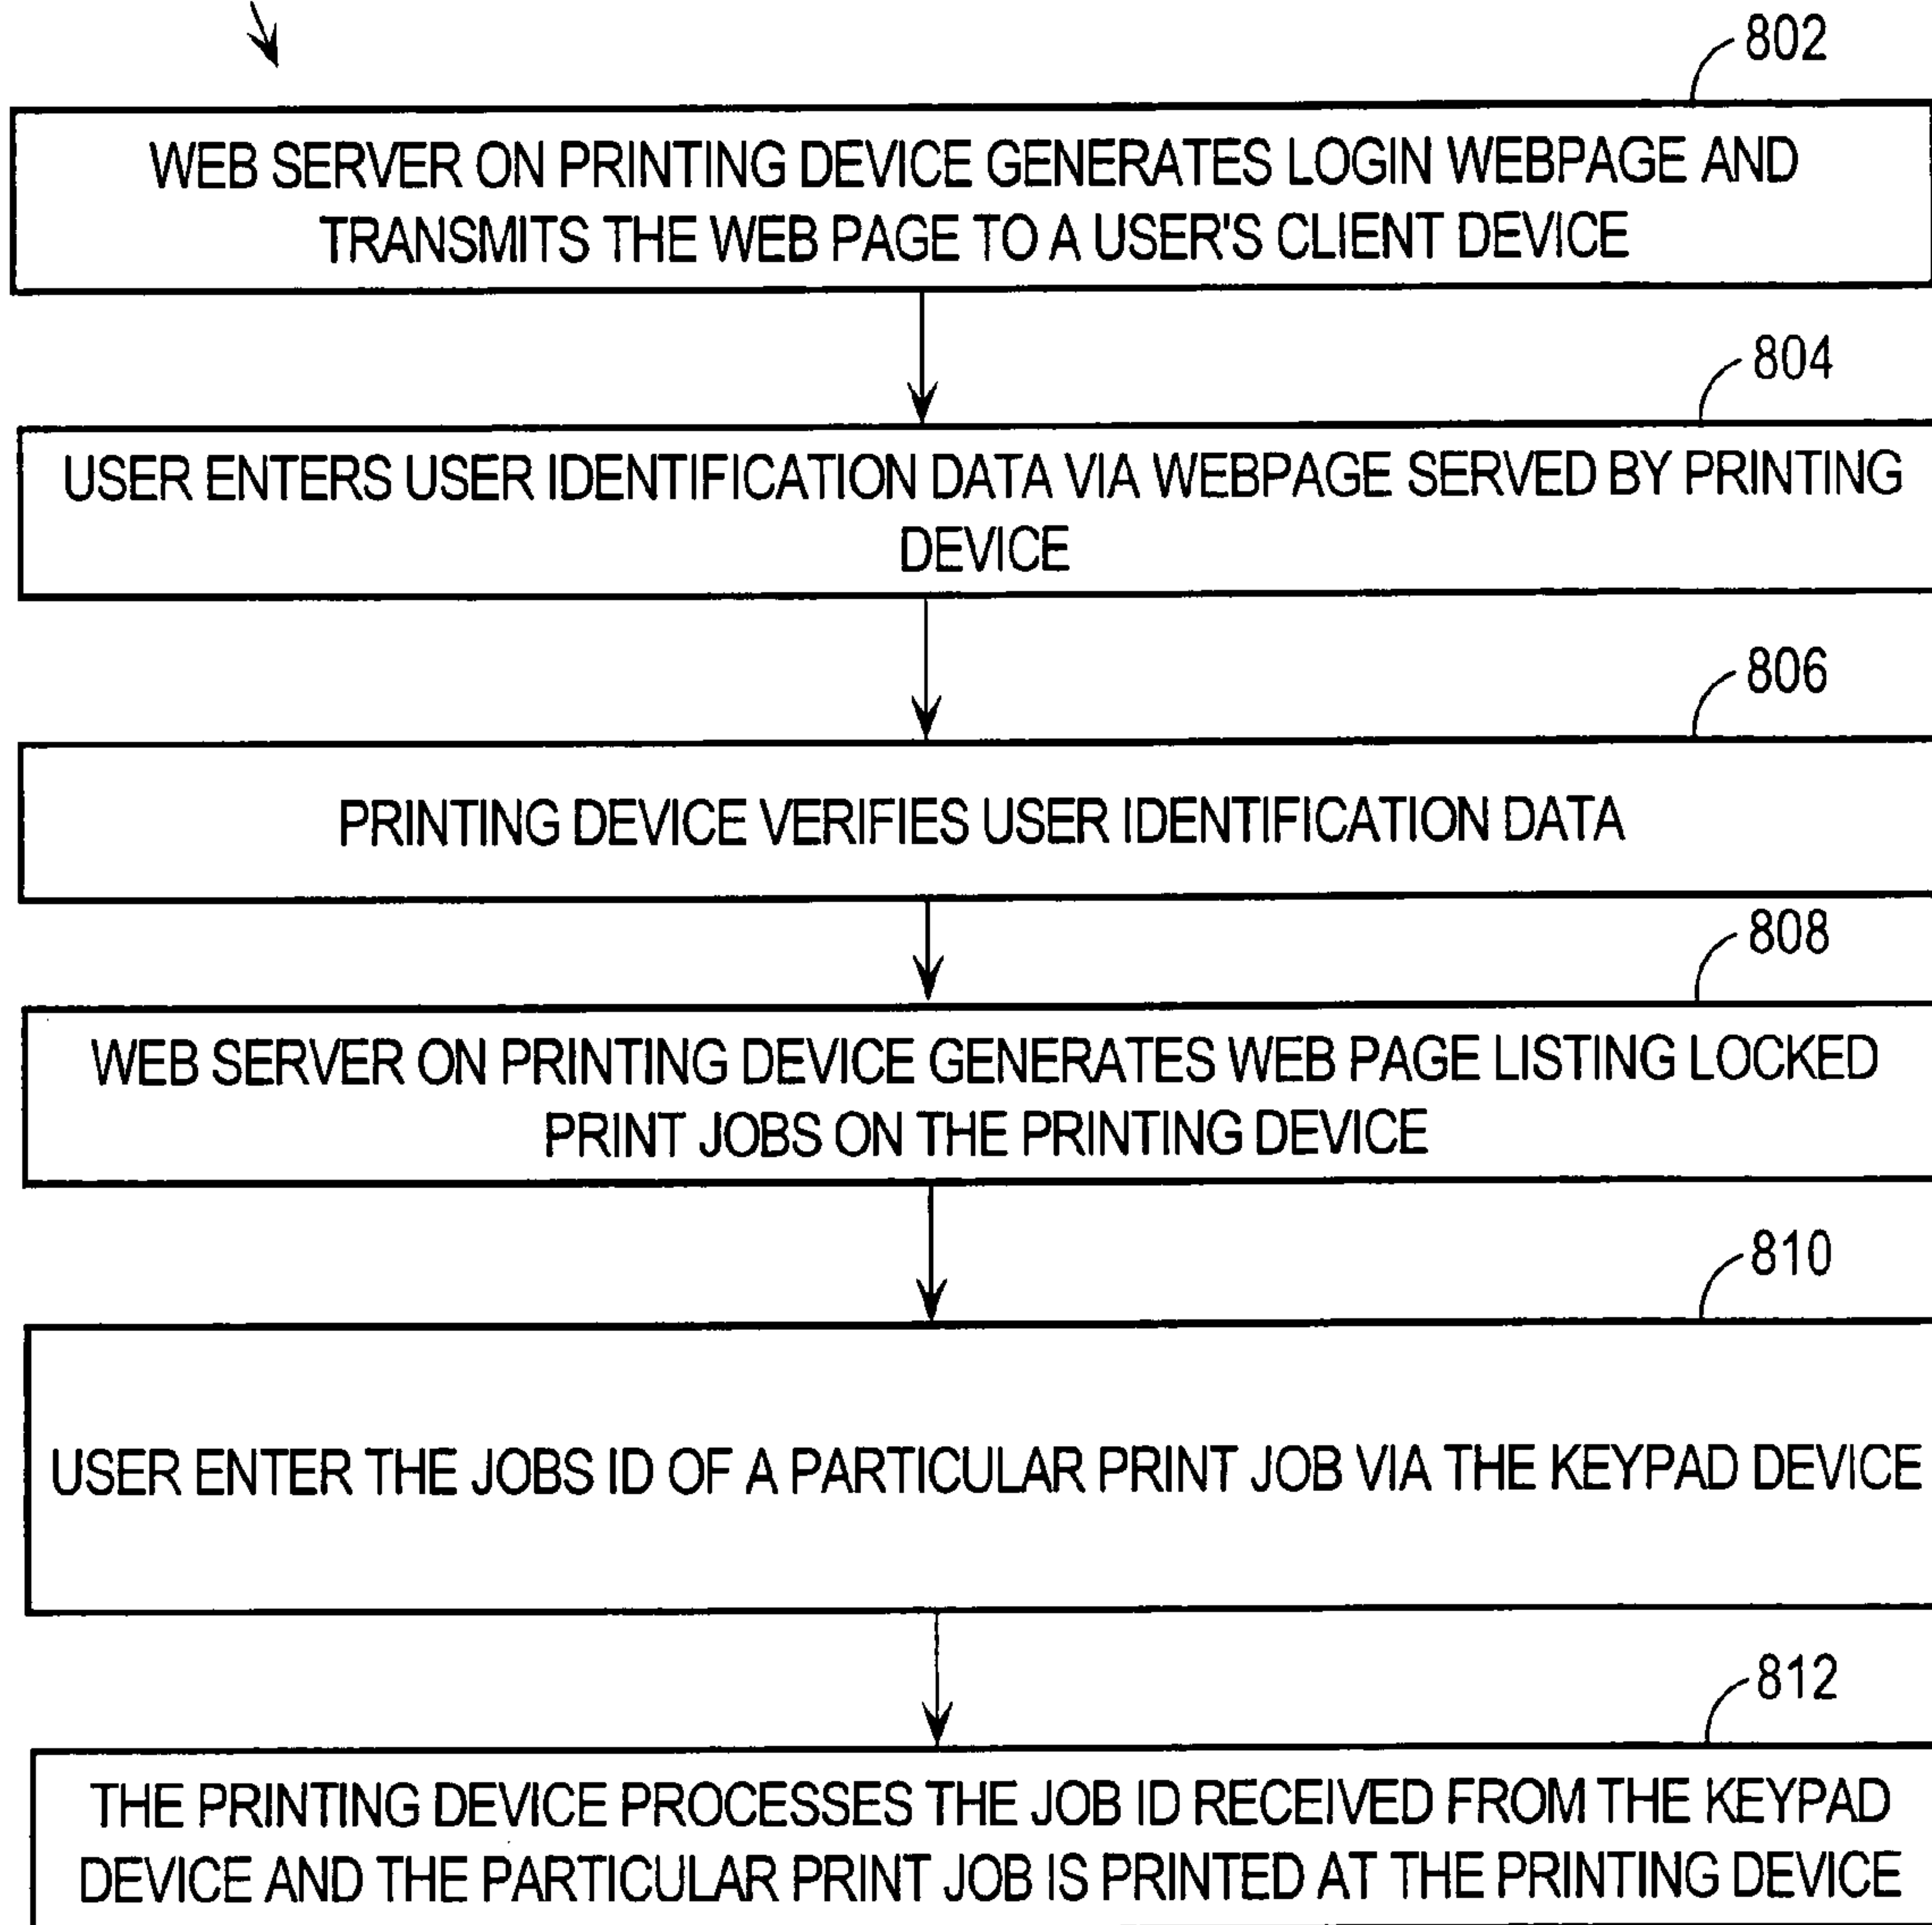 802
WEB SERVER ON PRINTING DEVICE GENERATES LOGIN WEBPAGE AND
TRANSMITS THE WEB PAGE TO A USER'S CLIENT DEVICE
804
USER ENTERS USER IDENTIFICATION DATA VIA WEBPAGE SERVED BY PRINTING
DEVICE
806
PRINTING DEVICE VERIFIES USER IDENTIFICATION DATA
808
WEB SERVER ON PRINTING DEVICE GENERATES WEB PAGE LISTING LOCKED
PRINT JOBS ON THE PRINTING DEVICE
810
USER ENTER THE JOBS ID OF A PARTICULAR PRINT JOB VIA THE KEYPAD DEVICE
812
THE PRINTING DEVICE PROCESSES THE JOB ID RECEIVED FROM THE KEYPAD
DEVICE AND THE PARTICULAR PRINT JOB IS PRINTED AT THE PRINTING DEVICE